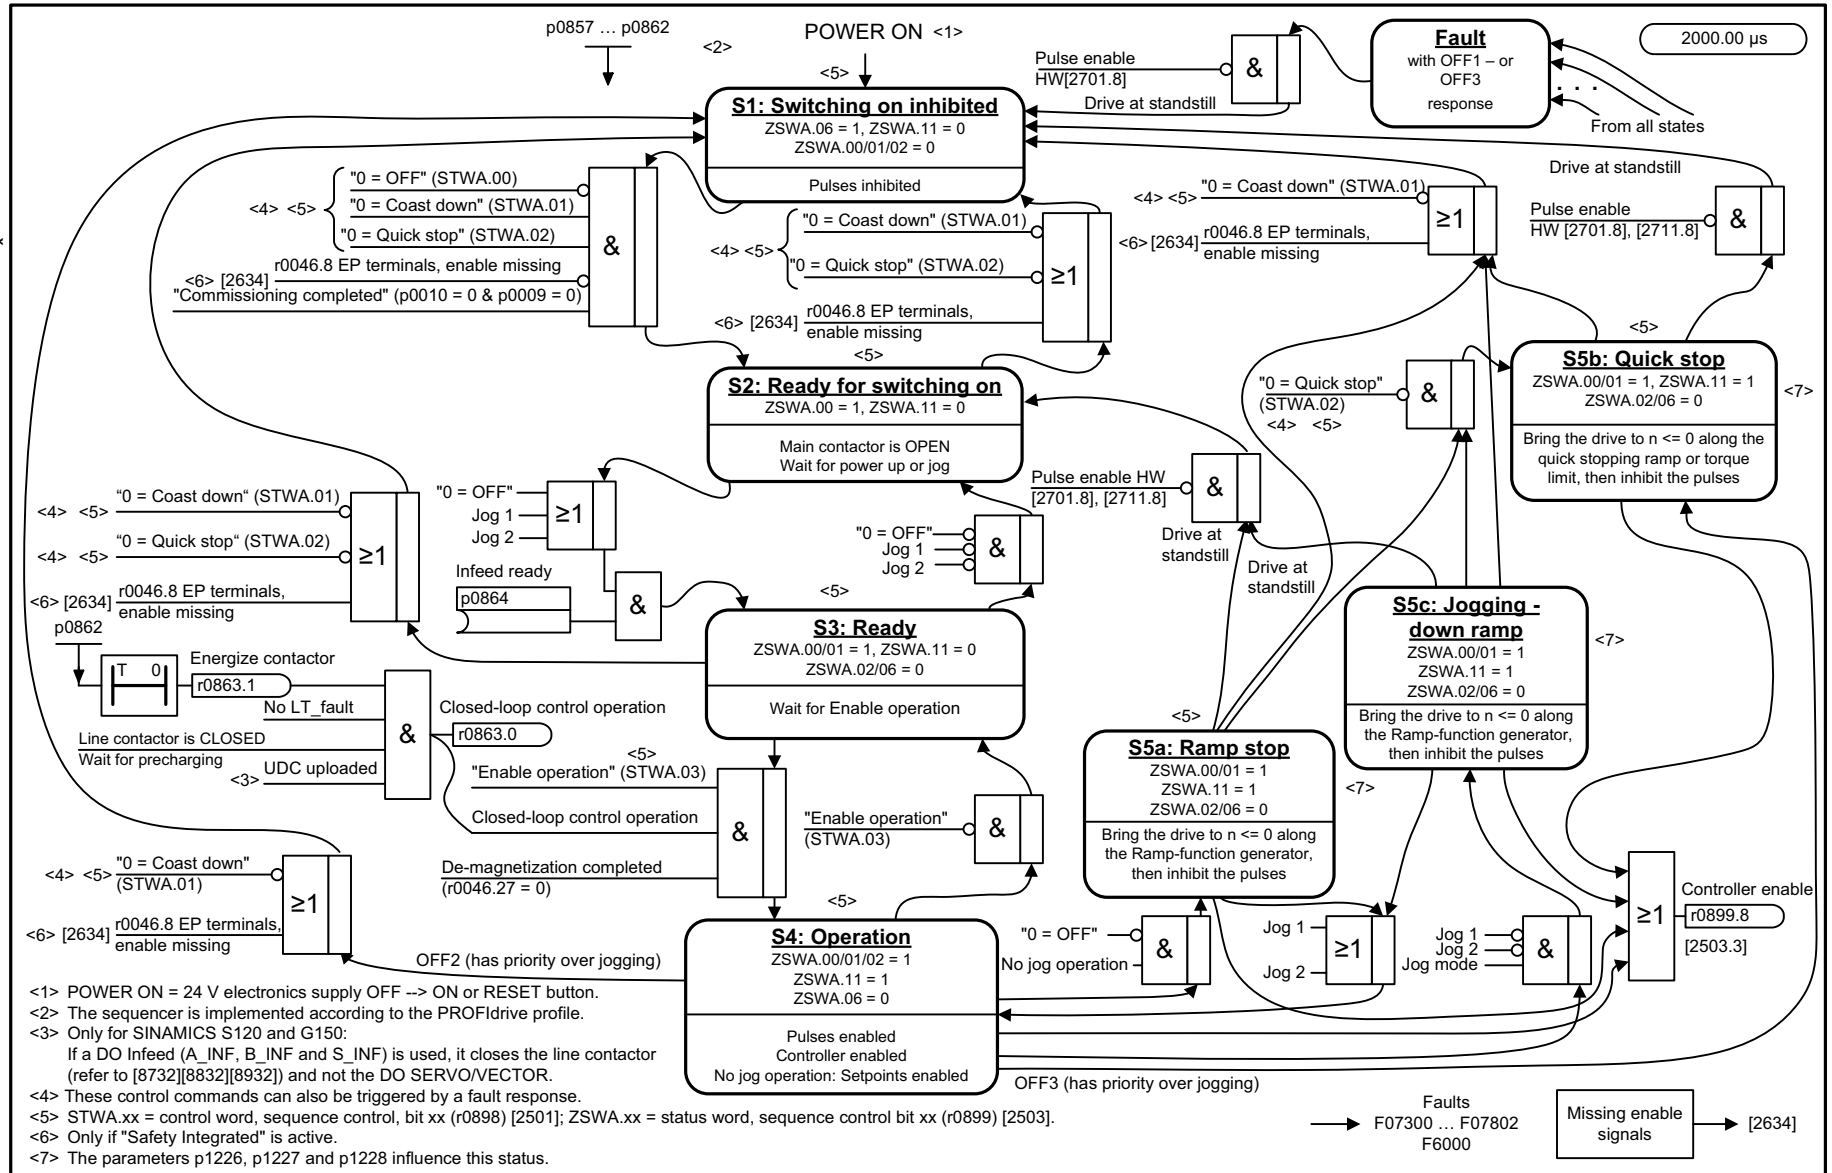 p0857 ... p0862
<2>
POWER ON <1>
<5>
Pulse enable
HW[2701.8]
&
Drive at standstill
Fault
with OFF1 – or
OFF3
response
. . .
From all states
2000.00 µs
S1: Switching on inhibited
ZSWA.06 = 1, ZSWA.11 = 0
ZSWA.00/01/02 = 0
Pulses inhibited
<4> <5>
"0 = OFF" (STWA.00)
"0 = Coast down" (STWA.01)
"0 = Quick stop" (STWA.02)
<6> [2634]
r0046.8 EP terminals, enable missing
"Commissioning completed" (p0010 = 0 & p0009 = 0)
&
<4> <5>
"0 = Coast down" (STWA.01)
"0 = Quick stop" (STWA.02)
<6> [2634]
r0046.8 EP terminals,
enable missing
≥1
<4> <5>
"0 = Coast down" (STWA.01)
<6> [2634]
r0046.8 EP terminals,
enable missing
≥1
Drive at standstill
Pulse enable
HW [2701.8], [2711.8]
&
<5>
S2: Ready for switching on
ZSWA.00 = 1, ZSWA.11 = 0
Main contactor is OPEN
Wait for power up or jog
"0 = Quick stop"
(STWA.02)
<4> <5>
&
<5>
S5b: Quick stop
ZSWA.00/01 = 1, ZSWA.11 = 1
ZSWA.02/06 = 0
Bring the drive to n <= 0 along the
quick stopping ramp or torque
limit, then inhibit the pulses
<7>
<4> <5>
"0 = Coast down" (STWA.01)
<4> <5>
"0 = Quick stop" (STWA.02)
<6> [2634]
r0046.8 EP terminals,
enable missing
≥1
"0 = OFF"
Jog 1
Jog 2
≥1
Infeed ready
p0864
&
"0 = OFF"
Jog 1
Jog 2
&
Pulse enable HW
[2701.8], [2711.8]
&
Drive at
standstill
Drive at
standstill
<5>
S3: Ready
ZSWA.00/01 = 1, ZSWA.11 = 0
ZSWA.02/06 = 0
Wait for Enable operation
S5c: Jogging -
down ramp
ZSWA.00/01 = 1
ZSWA.11 = 1
ZSWA.02/06 = 0
Bring the drive to n <= 0 along
the Ramp-function generator,
then inhibit the pulses
<7>
p0862
T 0
Energize contactor
r0863.1
No LT_fault
Line contactor is CLOSED
Wait for precharging
<3>
UDC uploaded
&
Closed-loop control operation
r0863.0
<5>
"Enable operation" (STWA.03)
Closed-loop control operation
De-magnetization completed
(r0046.27 = 0)
&
"Enable operation"
(STWA.03)
&
<5>
S5a: Ramp stop
ZSWA.00/01 = 1
ZSWA.11 = 1
ZSWA.02/06 = 0
Bring the drive to n <= 0 along
the Ramp-function generator,
then inhibit the pulses
<7>
<4> <5>
"0 = Coast down"
(STWA.01)
<6> [2634]
r0046.8 EP terminals,
enable missing
≥1
OFF2 (has priority over jogging)
<5>
S4: Operation
ZSWA.00/01/02 = 1
ZSWA.11 = 1
ZSWA.06 = 0
Pulses enabled
Controller enabled
No jog operation: Setpoints enabled
"0 = OFF"
No jog operation
&
Jog 1
Jog 2
≥1
Jog 1
Jog 2
Jog mode
&
≥1
Controller enable
r0899.8
[2503.3]
OFF3 (has priority over jogging)
<1> POWER ON = 24 V electronics supply OFF --> ON or RESET button.
<2> The sequencer is implemented according to the PROFIdrive profile.
<3> Only for SINAMICS S120 and G150:
If a DO Infeed (A_INF, B_INF and S_INF) is used, it closes the line contactor
(refer to [8732][8832][8932]) and not the DO SERVO/VECTOR.
<4> These control commands can also be triggered by a fault response.
<5> STWA.xx = control word, sequence control, bit xx (r0898) [2501]; ZSWA.xx = status word, sequence control bit xx (r0899) [2503].
<6> Only if "Safety Integrated" is active.
<7> The parameters p1226, p1227 and p1228 influence this status.
Faults
F07300 ... F07802
F6000
Missing enable
signals
[2634]